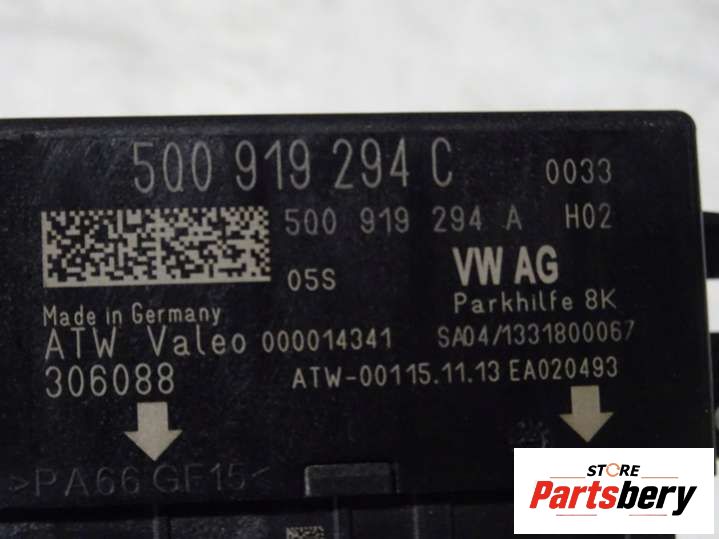 5Q0 919 294 C 0033
5Q0 919 294 A H02
05S VW AG
Parkhilfe 8K
Made in Germany
ATW Valeo 000014341 SA04/1331800067
306088 ATW-00115.11.13 EA020493
>PA66 GF15<
STORE
Partsbery